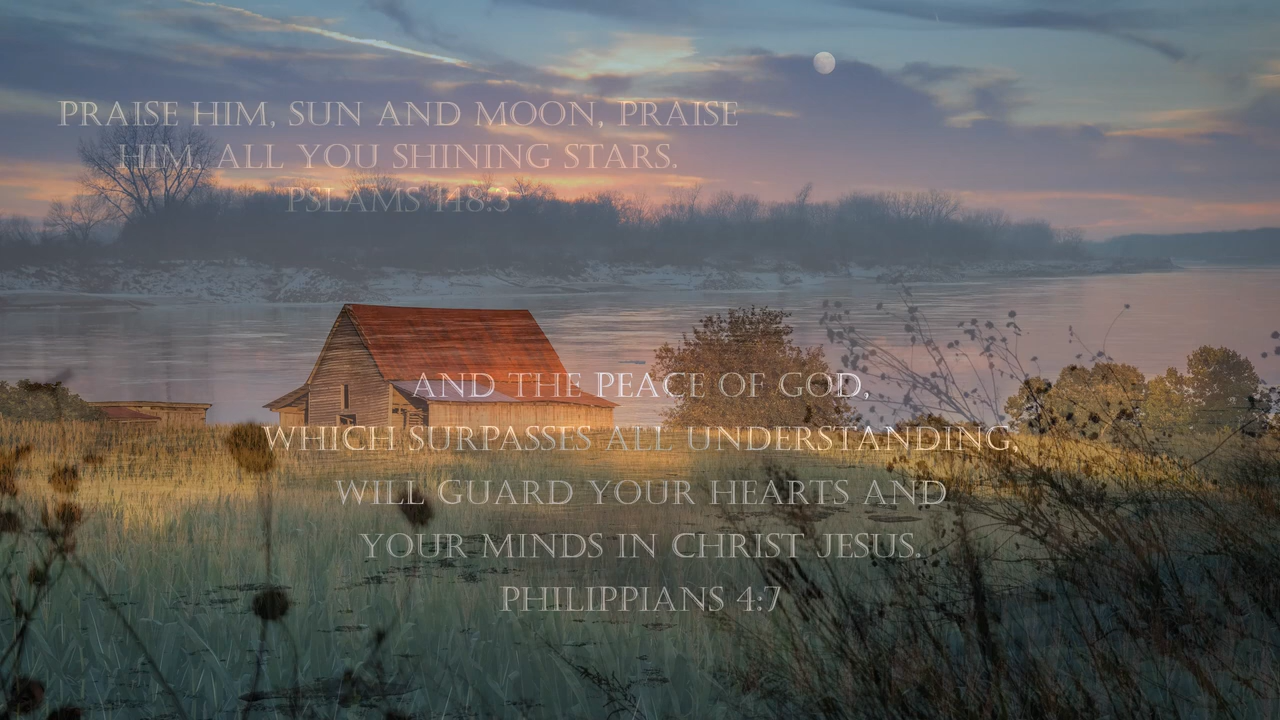 PRAISE HIM, SUN AND MOON, PRAISE
HIM, ALL YOU SHINING STARS.
PSLAMS 148:3
AND THE PEACE OF GOD,
WHICH SURPASSES ALL UNDERSTANDING,
WILL GUARD YOUR HEARTS AND
YOUR MINDS IN CHRIST JESUS.
PHILIPPIANS 4:7